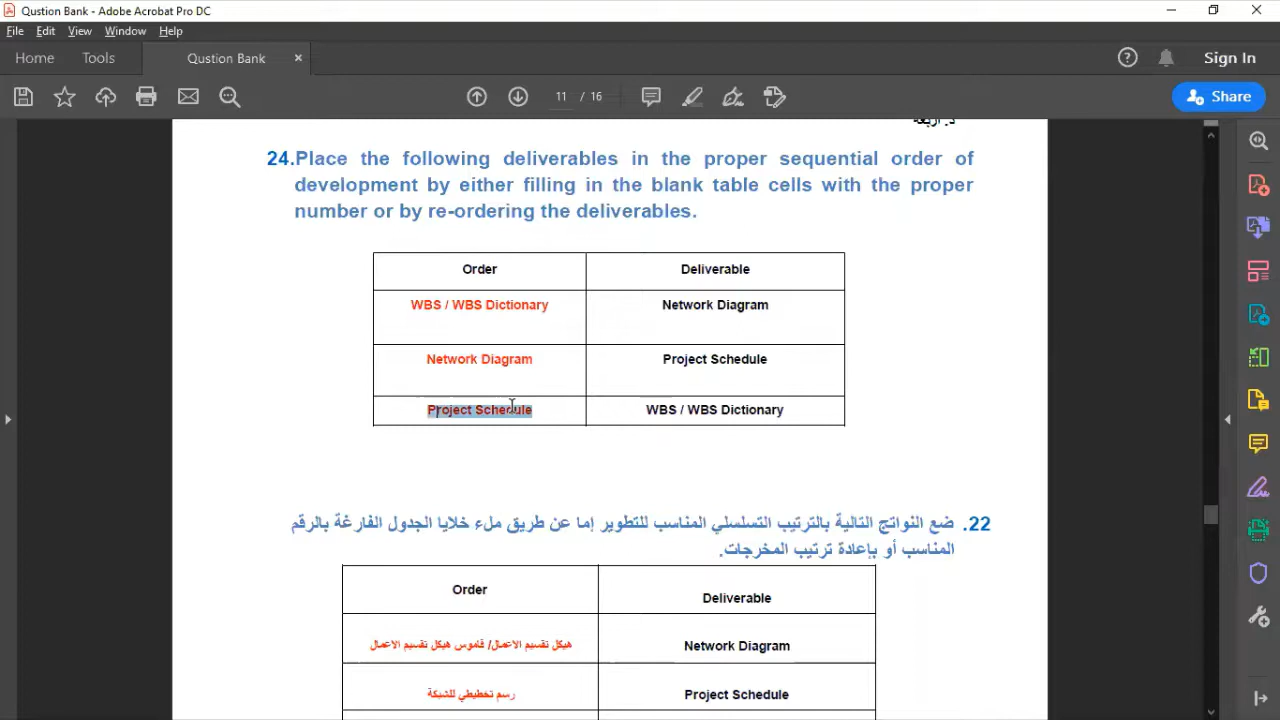 Qustion Bank - Adobe Acrobat Pro DC
File Edit View Window Help
Home Tools Qustion Bank × Sign In
11 / 16 Share
د. اربعة
24.Place the following deliverables in the proper sequential order of
development by either filling in the blank table cells with the proper
number or by re-ordering the deliverables.
Order Deliverable
WBS / WBS Dictionary Network Diagram
Network Diagram Project Schedule
Project Schedule WBS / WBS Dictionary
22. ضع النواتج التالية بالترتيب التسلسلي المناسب للتطوير إما عن طريق ملء خلايا الجدول الفارغة بالرقم
المناسب أو بإعادة ترتيب المخرجات.
Order Deliverable
هيكل تقسيم الاعمال/ قاموس هيكل تقسيم الاعمال Network Diagram
رسم تخطيطي للشبكة Project Schedule